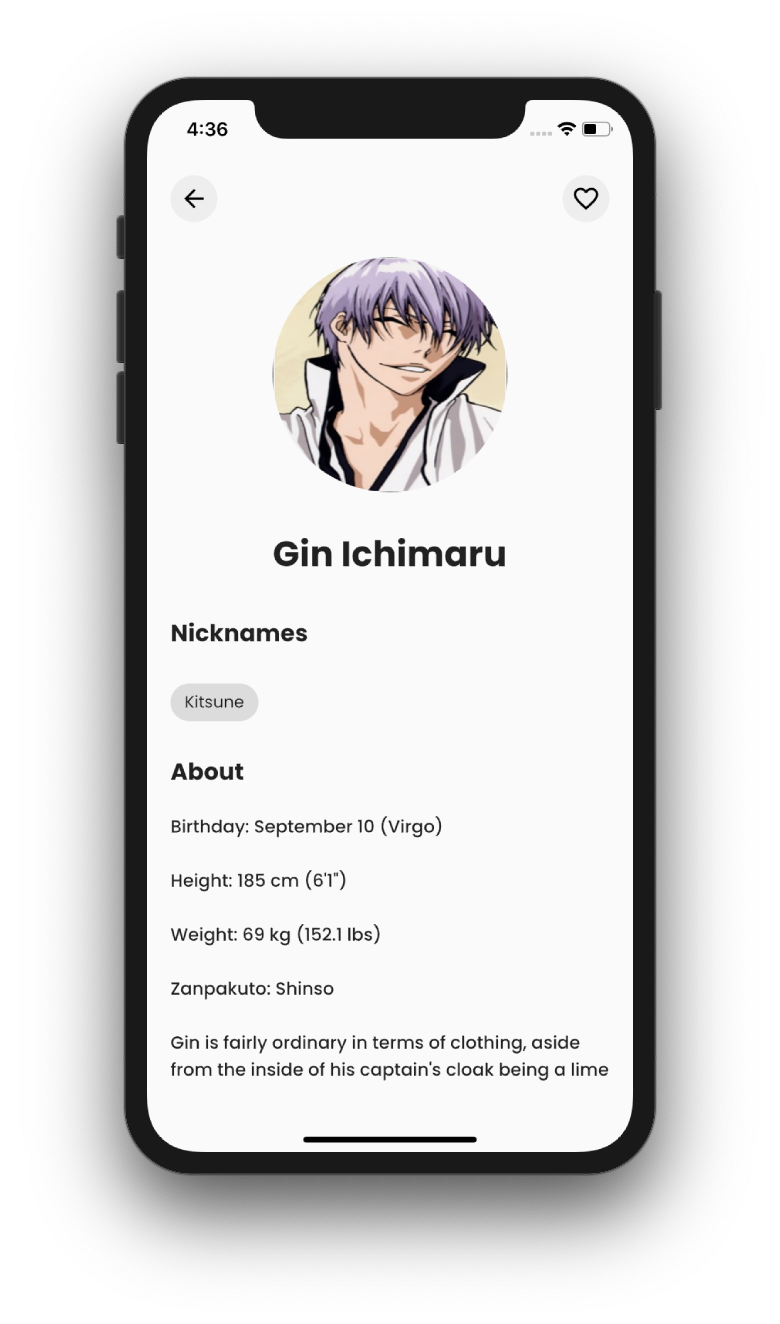 4:36
Gin Ichimaru
Nicknames
Kitsune
About
Birthday: September 10 (Virgo)
Height: 185 cm (6'1")
Weight: 69 kg (152.1 lbs)
Zanpakuto: Shinso
Gin is fairly ordinary in terms of clothing, aside
from the inside of his captain's cloak being a lime